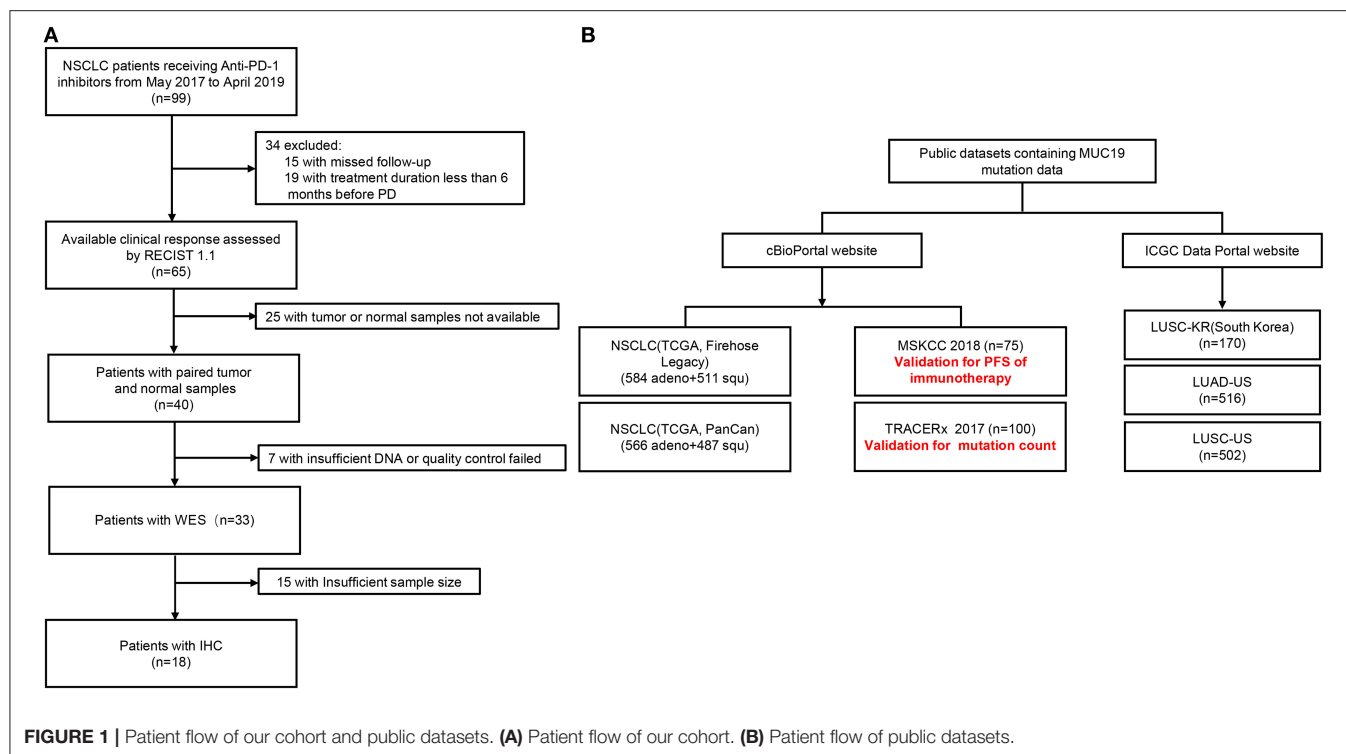 A
NSCLC patients receiving Anti-PD-1
inhibitors from May 2017 to April 2019
(n=99)
34 excluded:
15 with missed follow-up
19 with treatment duration less than 6
months before PD
Available clinical response assessed
by RECIST 1.1
(n=65)
25 with tumor or normal samples not available
Patients with paired tumor
and normal samples
(n=40)
7 with insufficient DNA or quality control failed
Patients with WES（n=33)
15 with Insufficient sample size
Patients with IHC
(n=18)
B
Public datasets containing MUC19
mutation data
cBioPortal website
ICGC Data Portal website
NSCLC(TCGA, Firehose
Legacy)
(584 adeno+511 squ)
NSCLC(TCGA, PanCan)
(566 adeno+487 squ)
MSKCC 2018 (n=75)
Validation for PFS of
immunotherapy
TRACERx 2017 (n=100)
Validation for mutation count
LUSC-KR(South Korea)
(n=170)
LUAD-US
(n=516)
LUSC-US
(n=502)
FIGURE 1 | Patient flow of our cohort and public datasets. (A) Patient flow of our cohort. (B) Patient flow of public datasets.